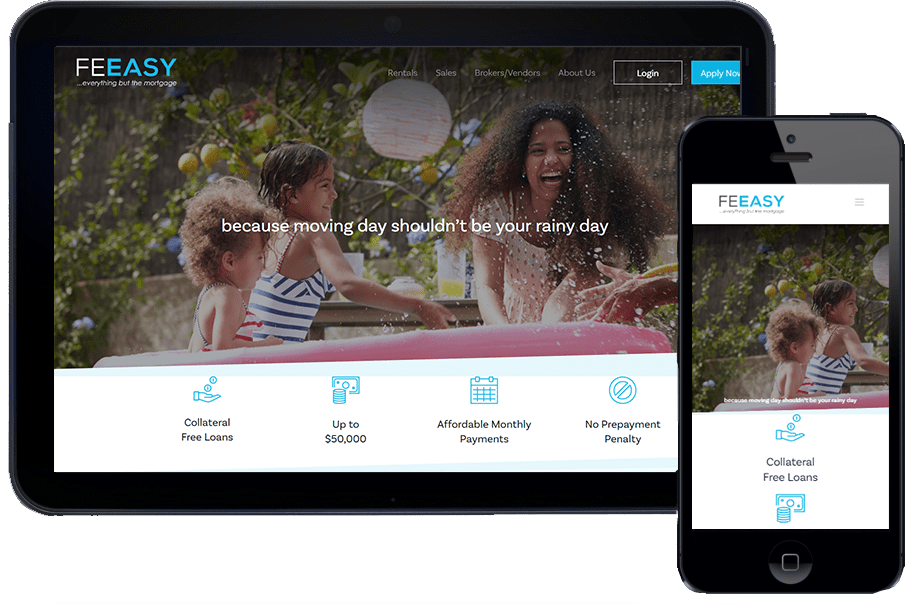 FEEASY
...everything but the mortgage
Rentals Sales Brokers/Vendors About Us Login Apply Now
because moving day shouldn't be your rainy day
Collateral
Free Loans
Up to
$50,000
Affordable Monthly
Payments
No Prepayment
Penalty
FEEASY
...everything but the mortgage
because moving day shouldn't be your rainy day
Collateral
Free Loans